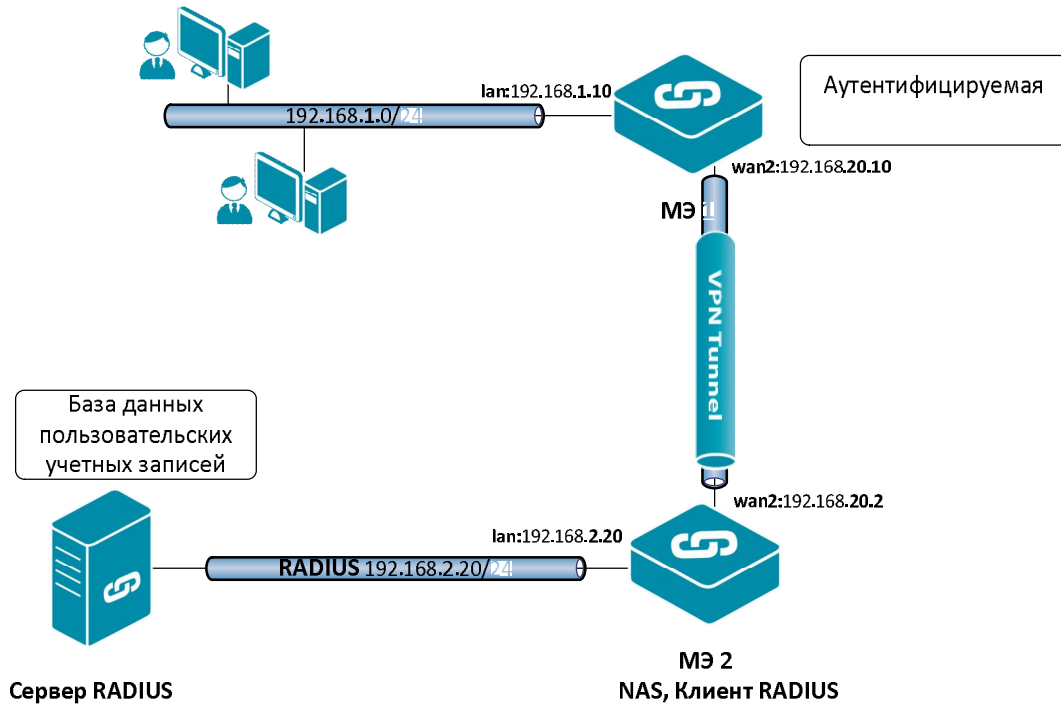 lan:192.168.1.10
Аутентифицируемая
192.168.1.0/24
wan2:192.168.20.10
МЭ 1
VPN Tunnel
База данных
пользовательских
учетных записей
wan2:192.168.20.2
lan:192.168.2.20
RADIUS 192.168.2.20/24
МЭ 2
Сервер RADIUS
NAS, Клиент RADIUS